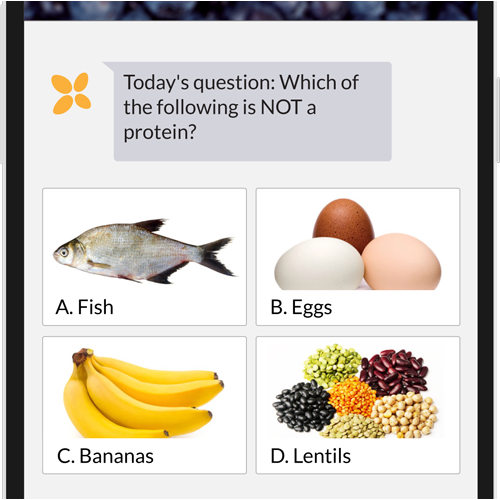 Today's question: Which of
the following is NOT a
protein?
A. Fish
B. Eggs
C. Bananas
D. Lentils